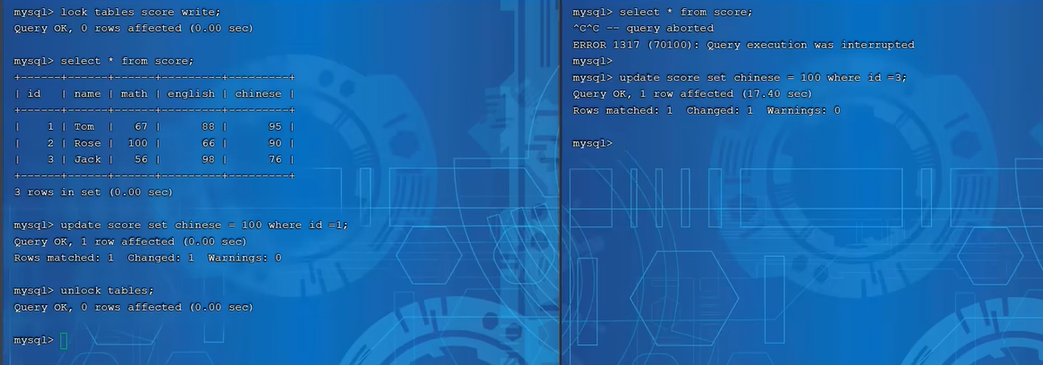 mysql> lock tables score write;
Query OK, 0 rows affected (0.00 sec)
mysql> select * from score;
+------+------+------+---------+---------+
| id   | name | math | english | chinese |
+------+------+------+---------+---------+
|    1 | Tom  |   67 |      88 |      95 |
|    2 | Rose |  100 |      66 |      90 |
|    3 | Jack |   56 |      98 |      76 |
+------+------+------+---------+---------+
3 rows in set (0.00 sec)
mysql> update score set chinese = 100 where id =1;
Query OK, 1 row affected (0.00 sec)
Rows matched: 1  Changed: 1  Warnings: 0
mysql> unlock tables;
Query OK, 0 rows affected (0.00 sec)
mysql>
mysql> select * from score;
^C^C -- query aborted
ERROR 1317 (70100): Query execution was interrupted
mysql>
mysql> update score set chinese = 100 where id =3;
Query OK, 1 row affected (17.40 sec)
Rows matched: 1  Changed: 1  Warnings: 0
mysql>